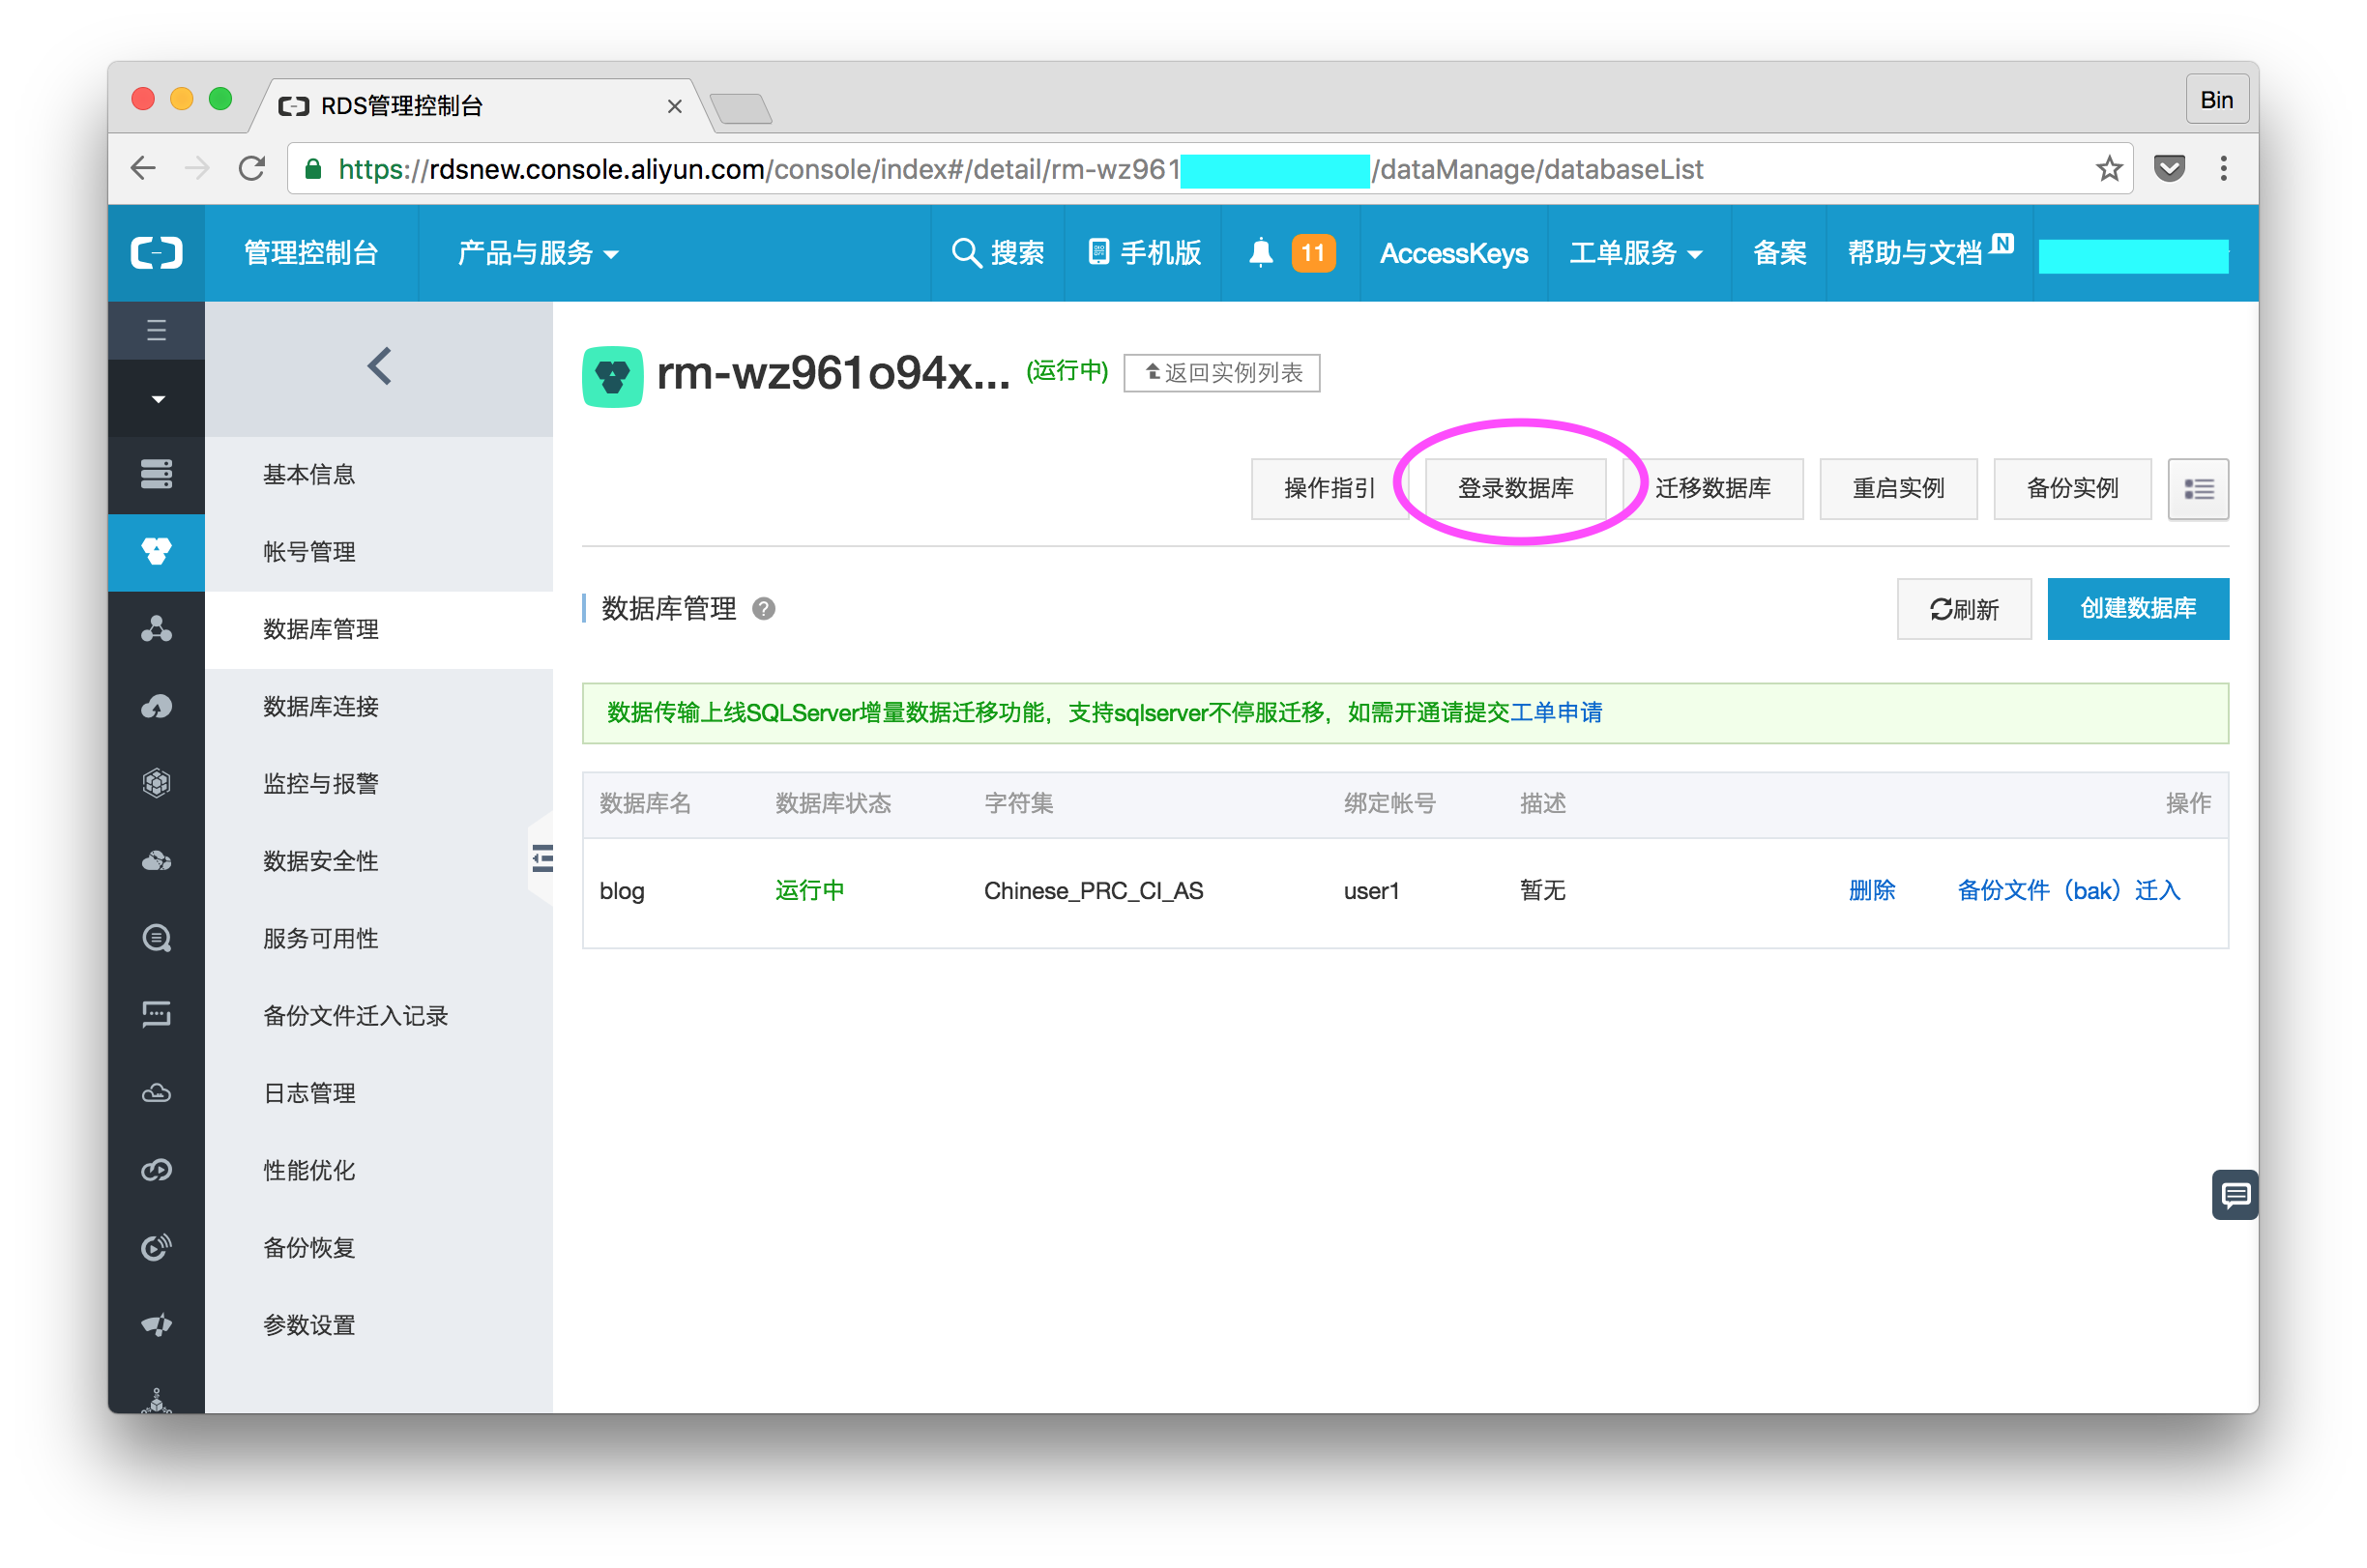 RDS管理控制台
Bin
https://rdsnew.console.aliyun.com/console/index#/detail/rm-wz961 /dataManage/databaseList
管理控制台 产品与服务 搜索 手机版 11 AccessKeys 工单服务 备案 帮助与文档 N
rm-wz961o94x... (运行中) 返回实例列表
操作指引 登录数据库 迁移数据库 重启实例 备份实例
基本信息
帐号管理
数据库管理
数据库连接
监控与报警
数据安全性
服务可用性
备份文件迁入记录
日志管理
性能优化
备份恢复
参数设置
数据库管理 ? 刷新 创建数据库
数据传输上线SQLServer增量数据迁移功能，支持sqlserver不停服迁移，如需开通请提交工单申请
数据库名 数据库状态 字符集 绑定帐号 描述 操作
blog 运行中 Chinese_PRC_CI_AS user1 暂无 删除 备份文件（bak）迁入